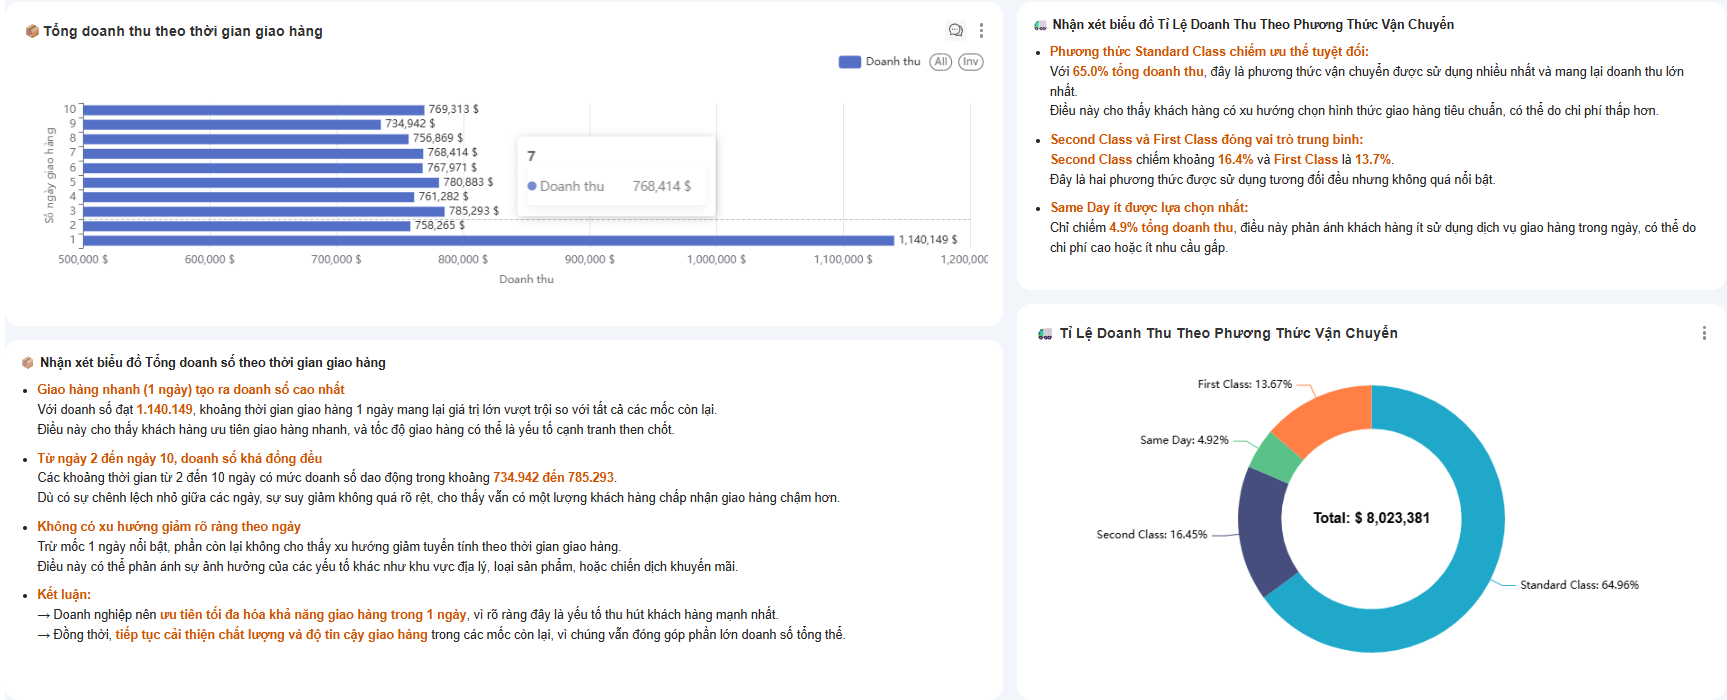 Tổng doanh thu theo thời gian giao hàng
Doanh thu
All
Inv
Số ngày giao hàng
10
769,313 $
9
734,942 $
8
756,869 $
7
768,414 $
6
767,971 $
5
780,883 $
4
761,282 $
3
785,293 $
2
758,265 $
1
1,140,149 $
7
Doanh thu 768,414 $
500,000 $
600,000 $
700,000 $
800,000 $
900,000 $
1,000,000 $
1,100,000 $
1,200,000
Doanh thu
Nhận xét biểu đồ Tổng doanh số theo thời gian giao hàng
• Giao hàng nhanh (1 ngày) tạo ra doanh số cao nhất
Với doanh số đạt 1.140.149, khoảng thời gian giao hàng 1 ngày mang lại giá trị lớn vượt trội so với tất cả các mốc còn lại.
Điều này cho thấy khách hàng ưu tiên giao hàng nhanh, và tốc độ giao hàng có thể là yếu tố cạnh tranh then chốt.
• Từ ngày 2 đến ngày 10, doanh số khá đồng đều
Các khoảng thời gian từ 2 đến 10 ngày có mức doanh số dao động trong khoảng 734.942 đến 785.293.
Dù có sự chênh lệch nhỏ giữa các ngày, sự suy giảm không quá rõ rệt, cho thấy vẫn có một lượng khách hàng chấp nhận giao hàng chậm hơn.
• Không có xu hướng giảm rõ ràng theo ngày
Trừ mốc 1 ngày nổi bật, phần còn lại không cho thấy xu hướng giảm tuyến tính theo thời gian giao hàng.
Điều này có thể phản ánh sự ảnh hưởng của các yếu tố khác như khu vực địa lý, loại sản phẩm, hoặc chiến dịch khuyến mãi.
• Kết luận:
→ Doanh nghiệp nên ưu tiên tối đa hóa khả năng giao hàng trong 1 ngày, vì rõ ràng đây là yếu tố thu hút khách hàng mạnh nhất.
→ Đồng thời, tiếp tục cải thiện chất lượng và độ tin cậy giao hàng trong các mốc còn lại, vì chúng vẫn đóng góp phần lớn doanh số tổng thể.
Nhận xét biểu đồ Tỉ Lệ Doanh Thu Theo Phương Thức Vận Chuyển
• Phương thức Standard Class chiếm ưu thế tuyệt đối:
Với 65.0% tổng doanh thu, đây là phương thức vận chuyển được sử dụng nhiều nhất và mang lại doanh thu lớn
nhất.
Điều này cho thấy khách hàng có xu hướng chọn hình thức giao hàng tiêu chuẩn, có thể do chi phí thấp hơn.
• Second Class và First Class đóng vai trò trung bình:
Second Class chiếm khoảng 16.4% và First Class là 13.7%.
Đây là hai phương thức được sử dụng tương đối đều nhưng không quá nổi bật.
• Same Day ít được lựa chọn nhất:
Chỉ chiếm 4.9% tổng doanh thu, điều này phản ánh khách hàng ít sử dụng dịch vụ giao hàng trong ngày, có thể do
chi phí cao hoặc ít nhu cầu gấp.
Tỉ Lệ Doanh Thu Theo Phương Thức Vận Chuyển
First Class: 13.67%
Same Day: 4.92%
Second Class: 16.45%
Total: $ 8,023,381
Standard Class: 64.96%